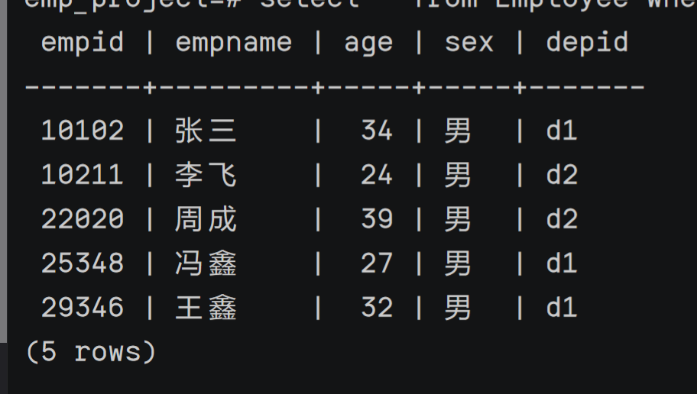 emp_project=# select from Employee whe
empid | empname | age | sex | depid
-------+---------+-----+-----+-------
10102 | 张三 | 34 | 男 | d1
10211 | 李飞 | 24 | 男 | d2
22020 | 周成 | 39 | 男 | d2
25348 | 冯鑫 | 27 | 男 | d1
29346 | 王鑫 | 32 | 男 | d1
(5 rows)